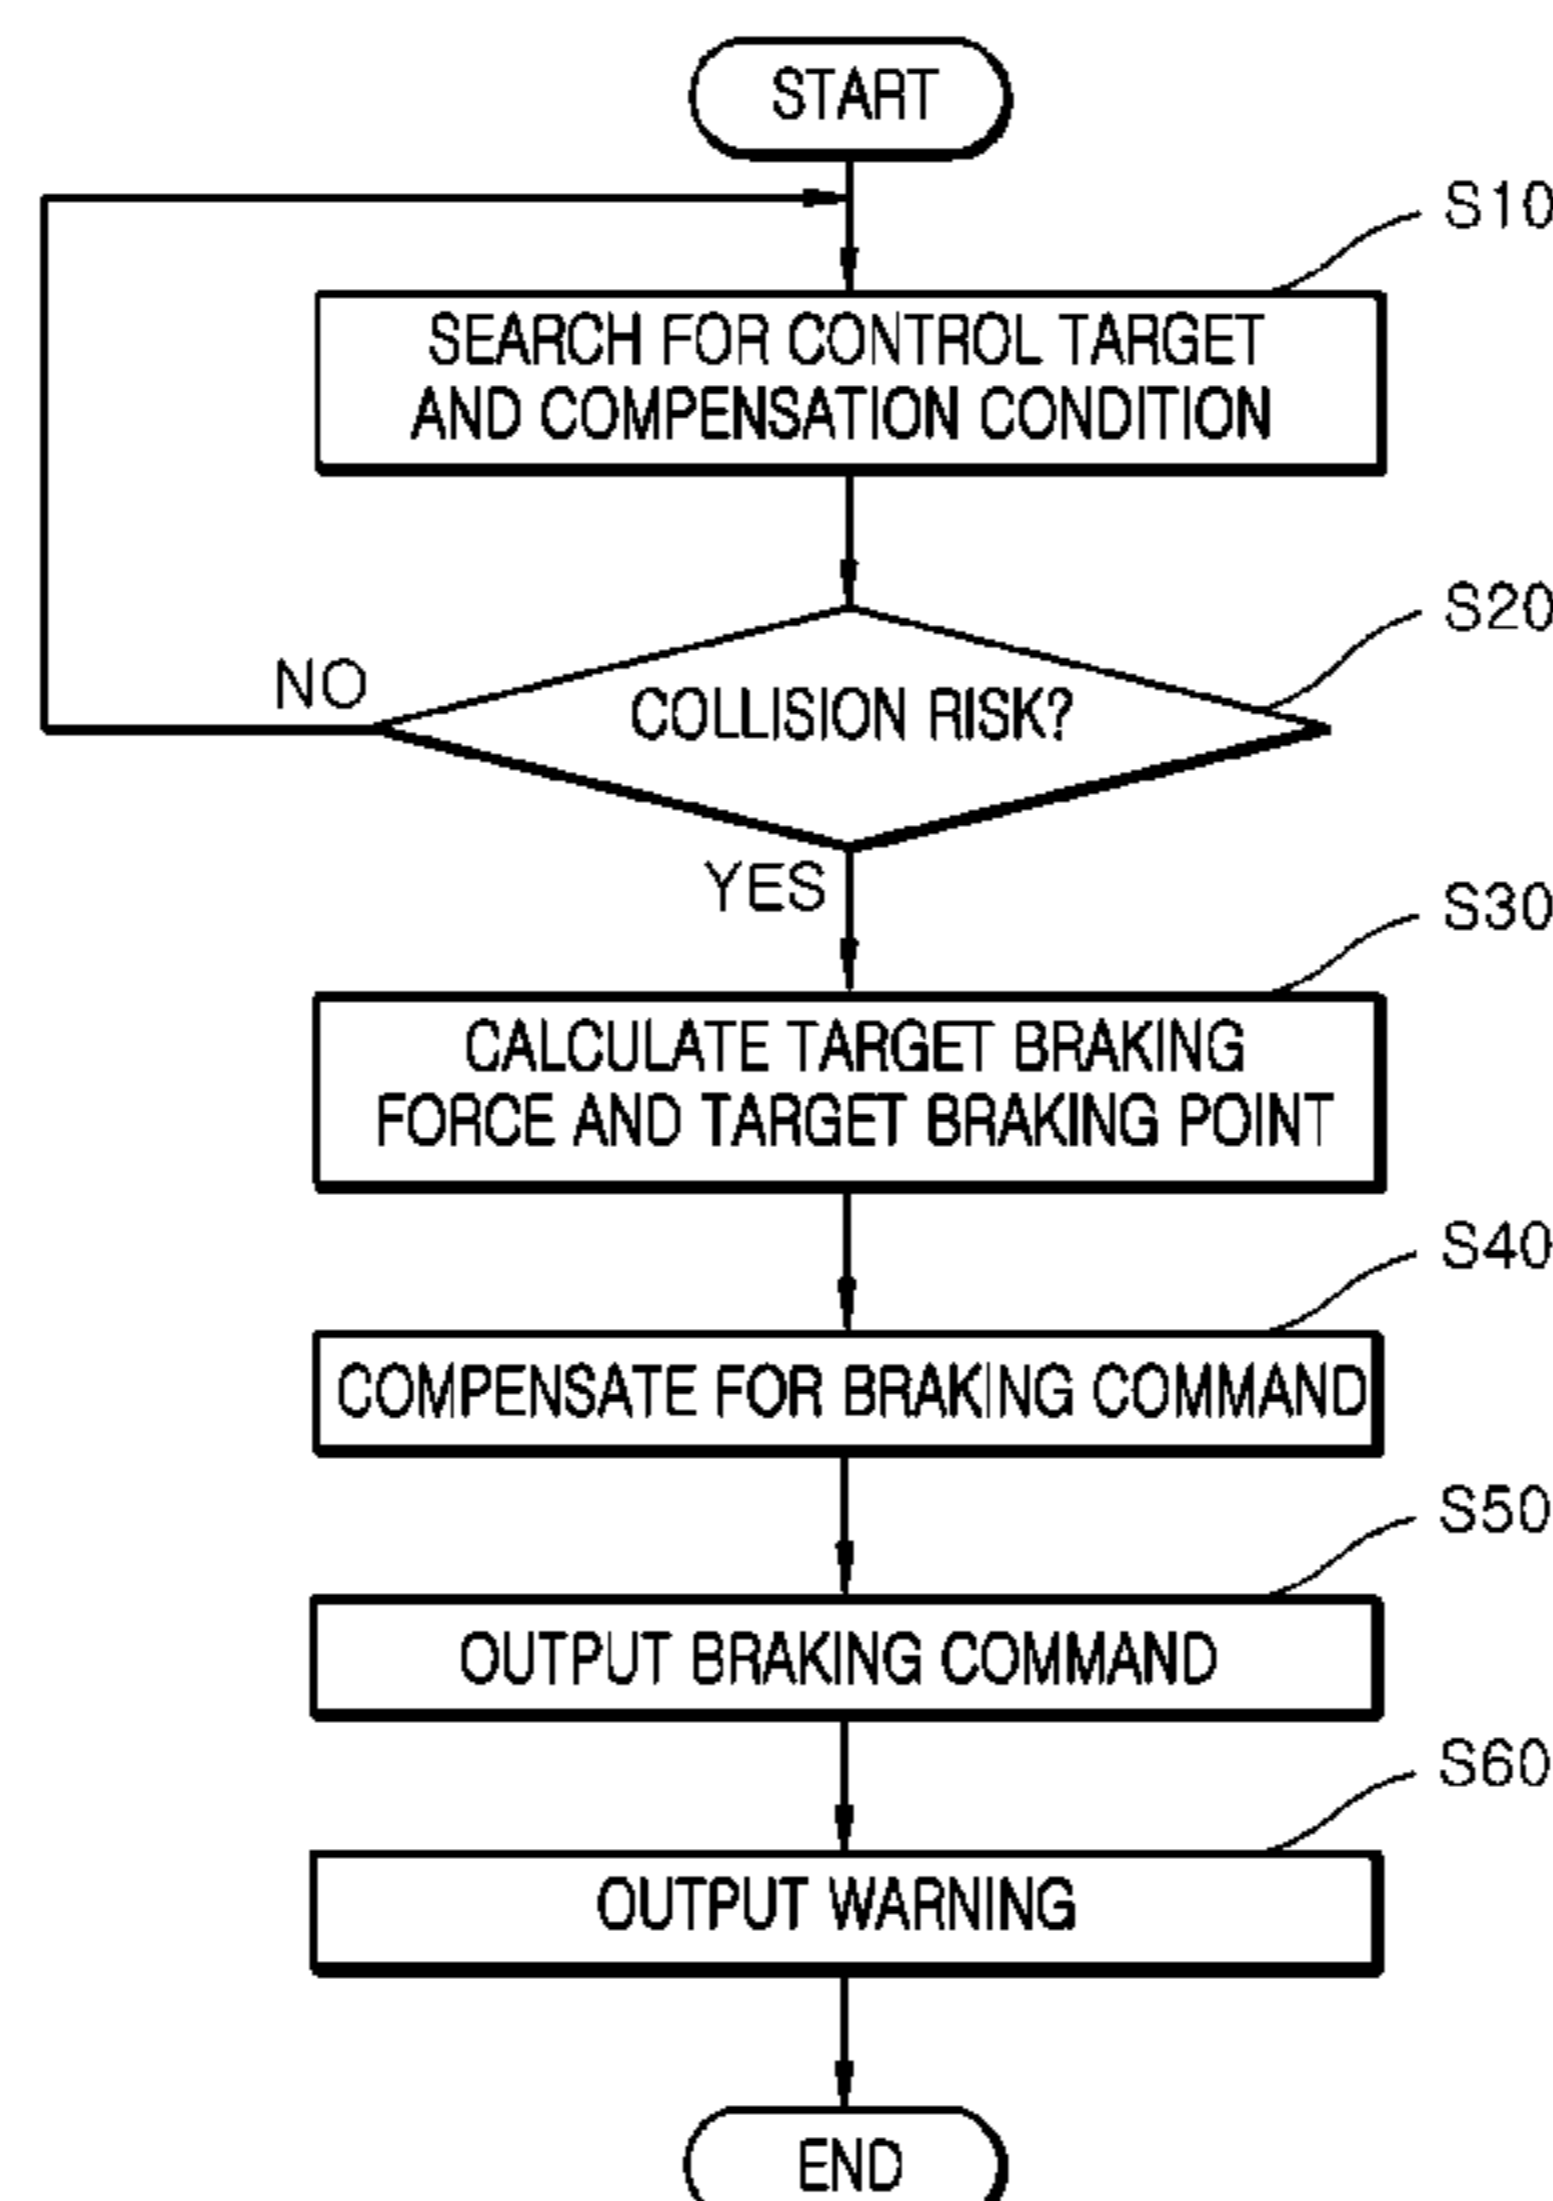 START
S10
SEARCH FOR CONTROL TARGET
AND COMPENSATION CONDITION
S20
NO
COLLISION RISK?
YES
S30
CALCULATE TARGET BRAKING
FORCE AND TARGET BRAKING POINT
S40
COMPENSATE FOR BRAKING COMMAND
S50
OUTPUT BRAKING COMMAND
S60
OUTPUT WARNING
END